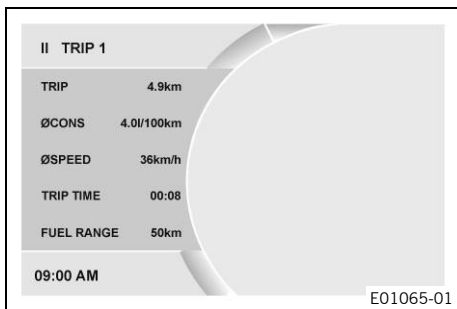 II TRIP 1
TRIP 4.9km
ØCONS 4.0l/100km
ØSPEED 36km/h
TRIP TIME 00:08
FUEL RANGE 50km
09:00 AM
E01065-01